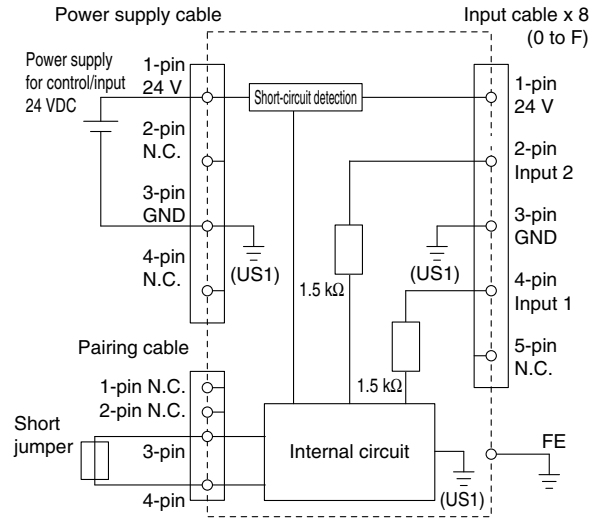 Power supply cable
Input cable x 8
(0 to F)
Power supply
for control/input
24 VDC
1-pin
24 V
2-pin
N.C.
3-pin
GND
4-pin
N.C.
(US1)
Short-circuit detection
1.5 kΩ
1.5 kΩ
(US1)
1-pin
24 V
2-pin
Input 2
3-pin
GND
4-pin
Input 1
5-pin
N.C.
Pairing cable
1-pin N.C.
2-pin N.C.
3-pin
4-pin
Short
jumper
Internal circuit
(US1)
FE